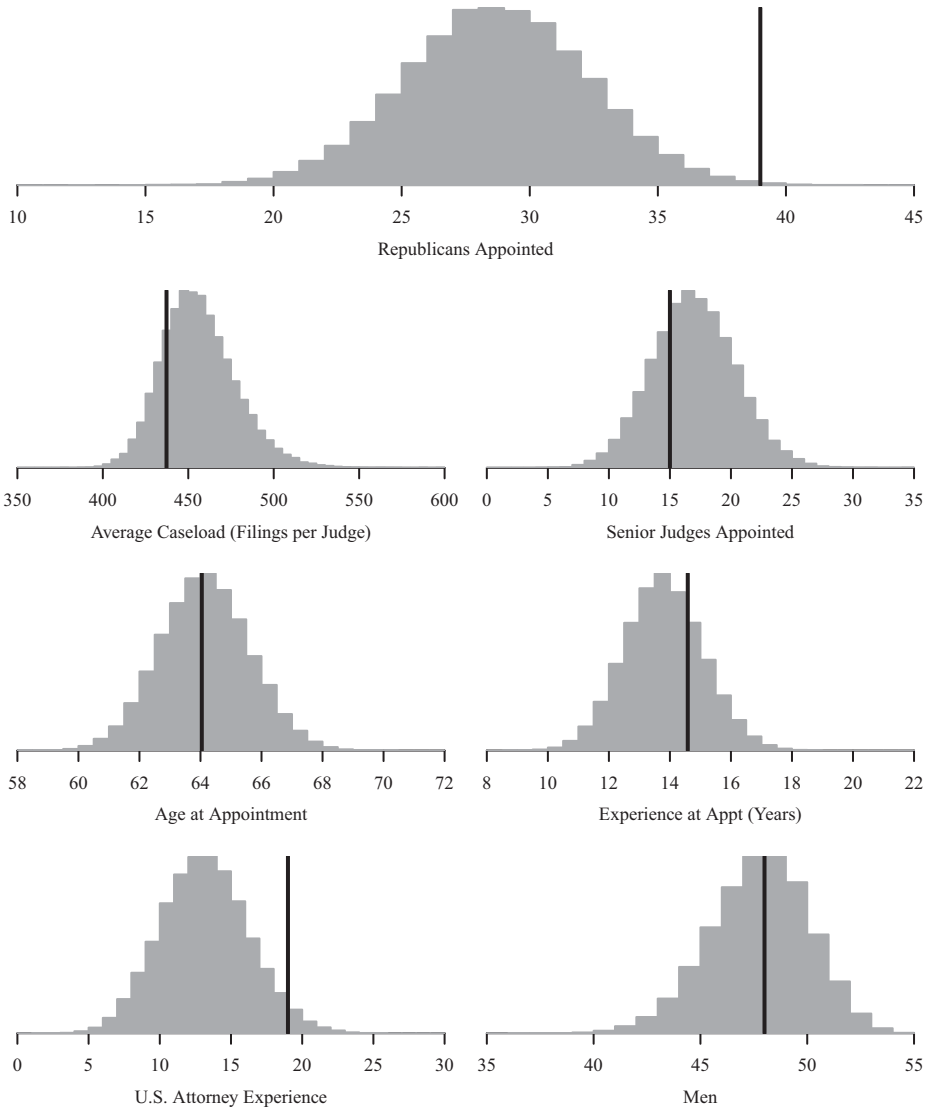 10 15 20 25 30 35 40 45
Republicans Appointed
350 400 450 500 550 600
Average Caseload (Filings per Judge)
0 5 10 15 20 25 30 35
Senior Judges Appointed
58 60 62 64 66 68 70 72
Age at Appointment
8 10 12 14 16 18 20 22
Experience at Appt (Years)
0 5 10 15 20 25 30
U.S. Attorney Experience
35 40 45 50 55
Men